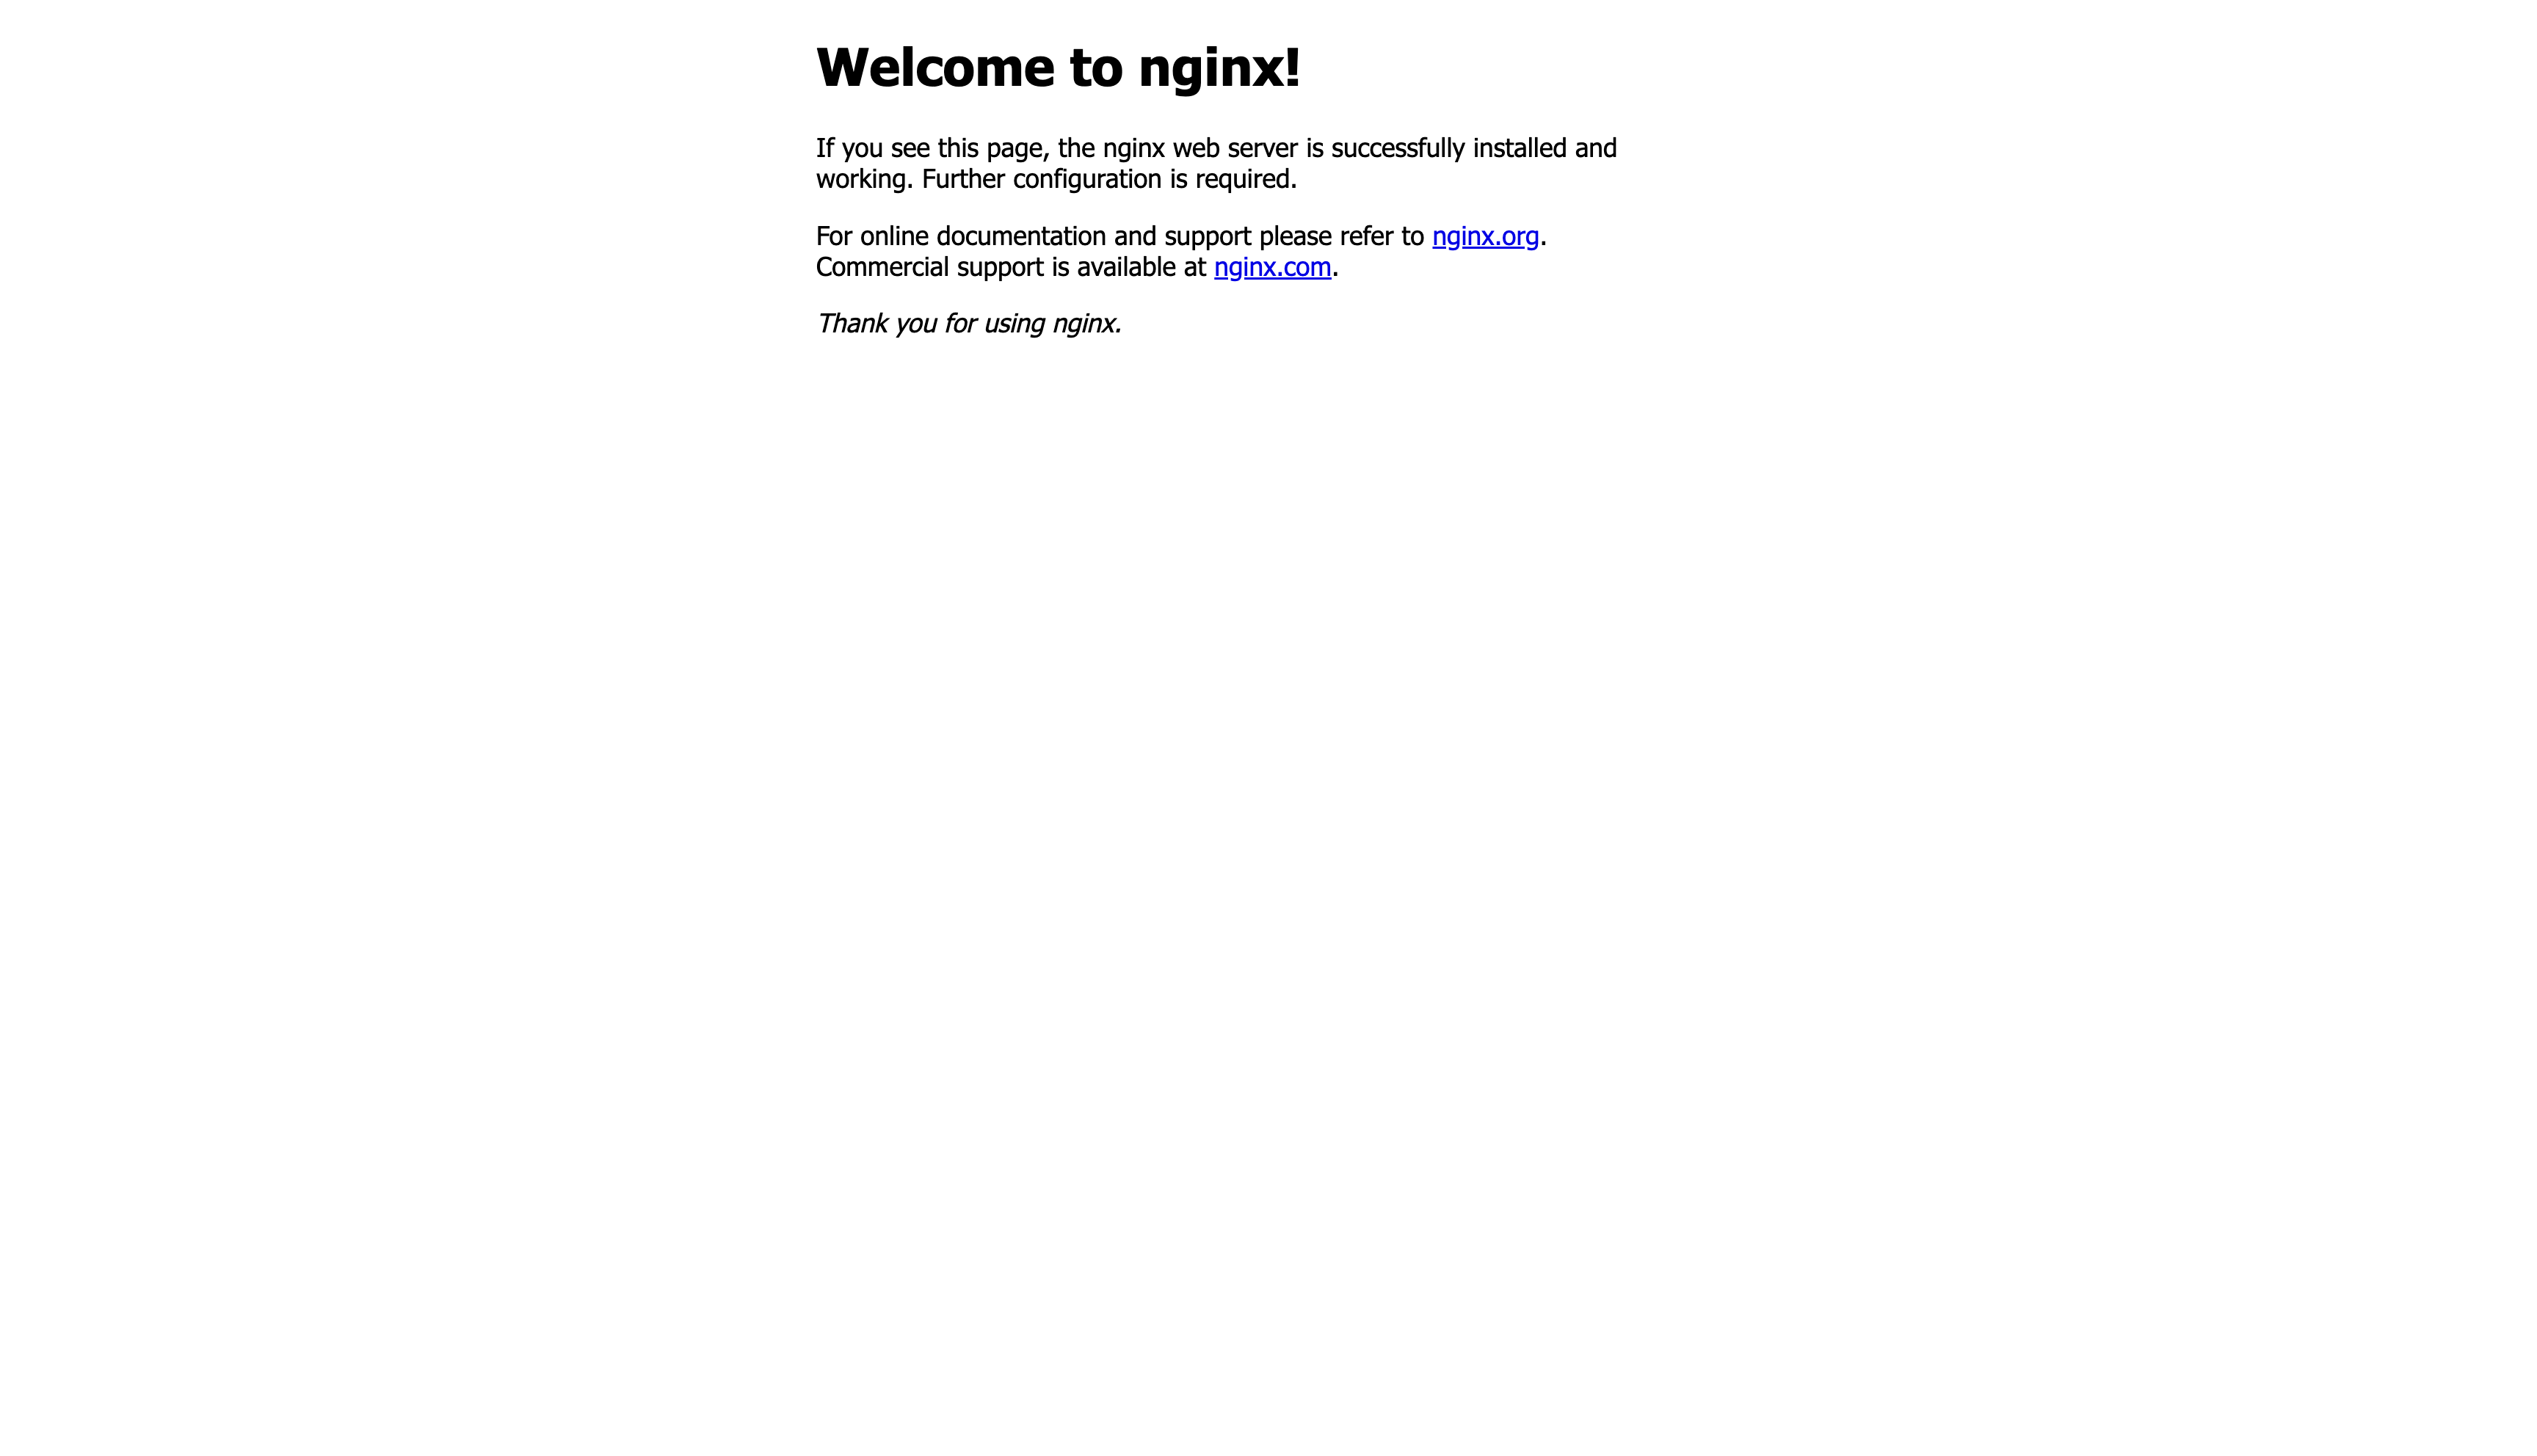 Welcome to nginx!
If you see this page, the nginx web server is successfully installed and
working. Further configuration is required.
For online documentation and support please refer to nginx.org.
Commercial support is available at nginx.com.
Thank you for using nginx.